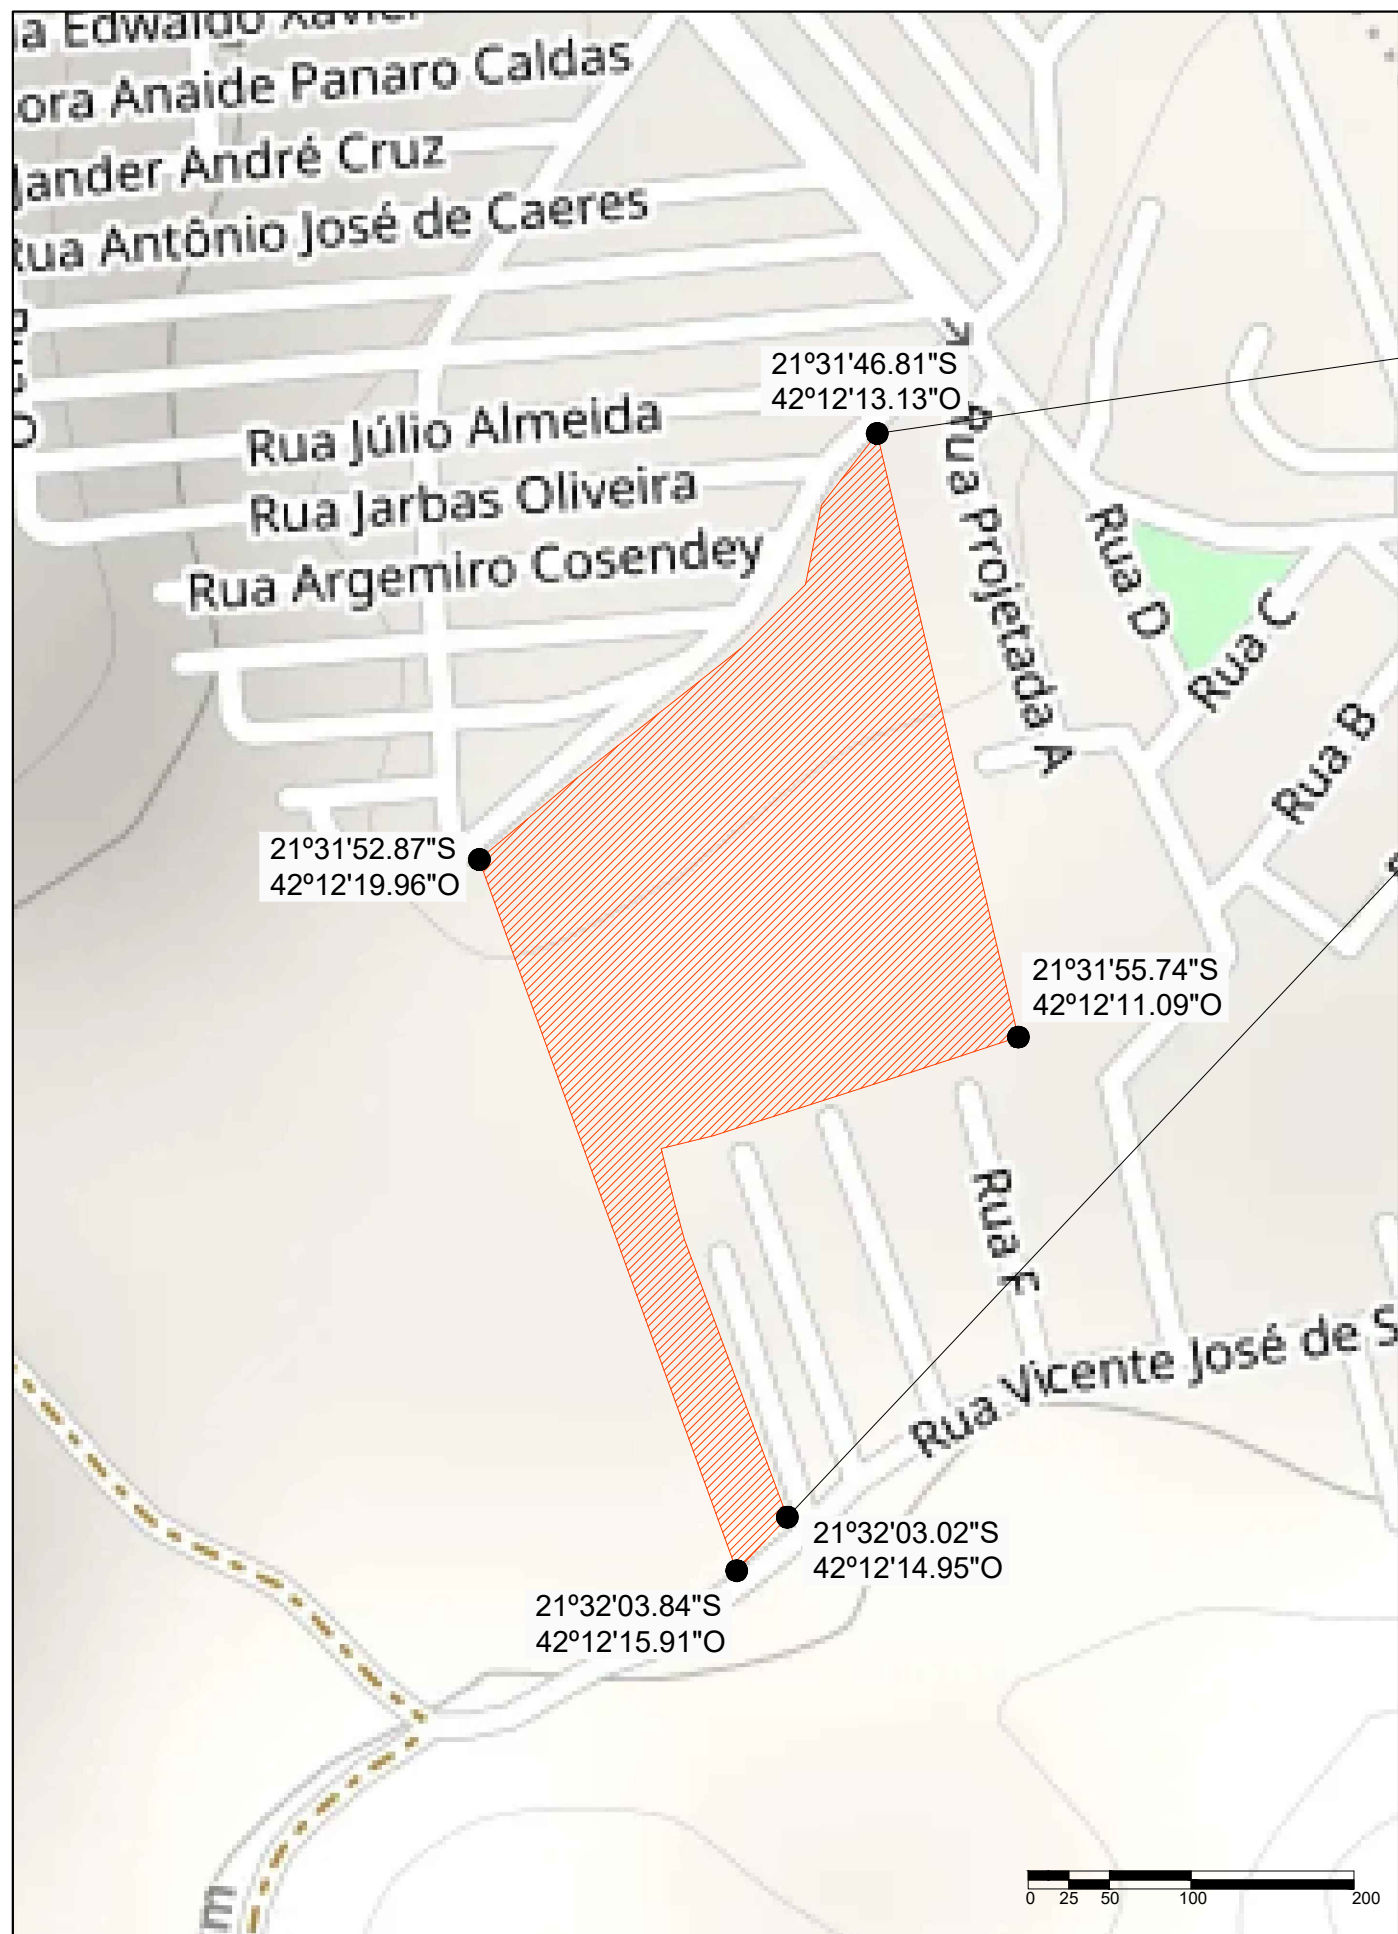 Edwaldo Xavier
ora Anaide Panaro Caldas
Jander André Cruz
Rua Antônio José de Caeres
21º31'46.81"S
42º12'13.13"O
Rua Júlio Almeida
Rua Jarbas Oliveira
Rua Argemiro Cosendey
Rua Projetada A
Rua D
Rua C
Rua B
21º31'52.87"S
42º12'19.96"O
21º31'55.74"S
42º12'11.09"O
Rua F
Rua Vicente José de S
21º32'03.02"S
42º12'14.95"O
21º32'03.84"S
42º12'15.91"O
0 25 50 100 200